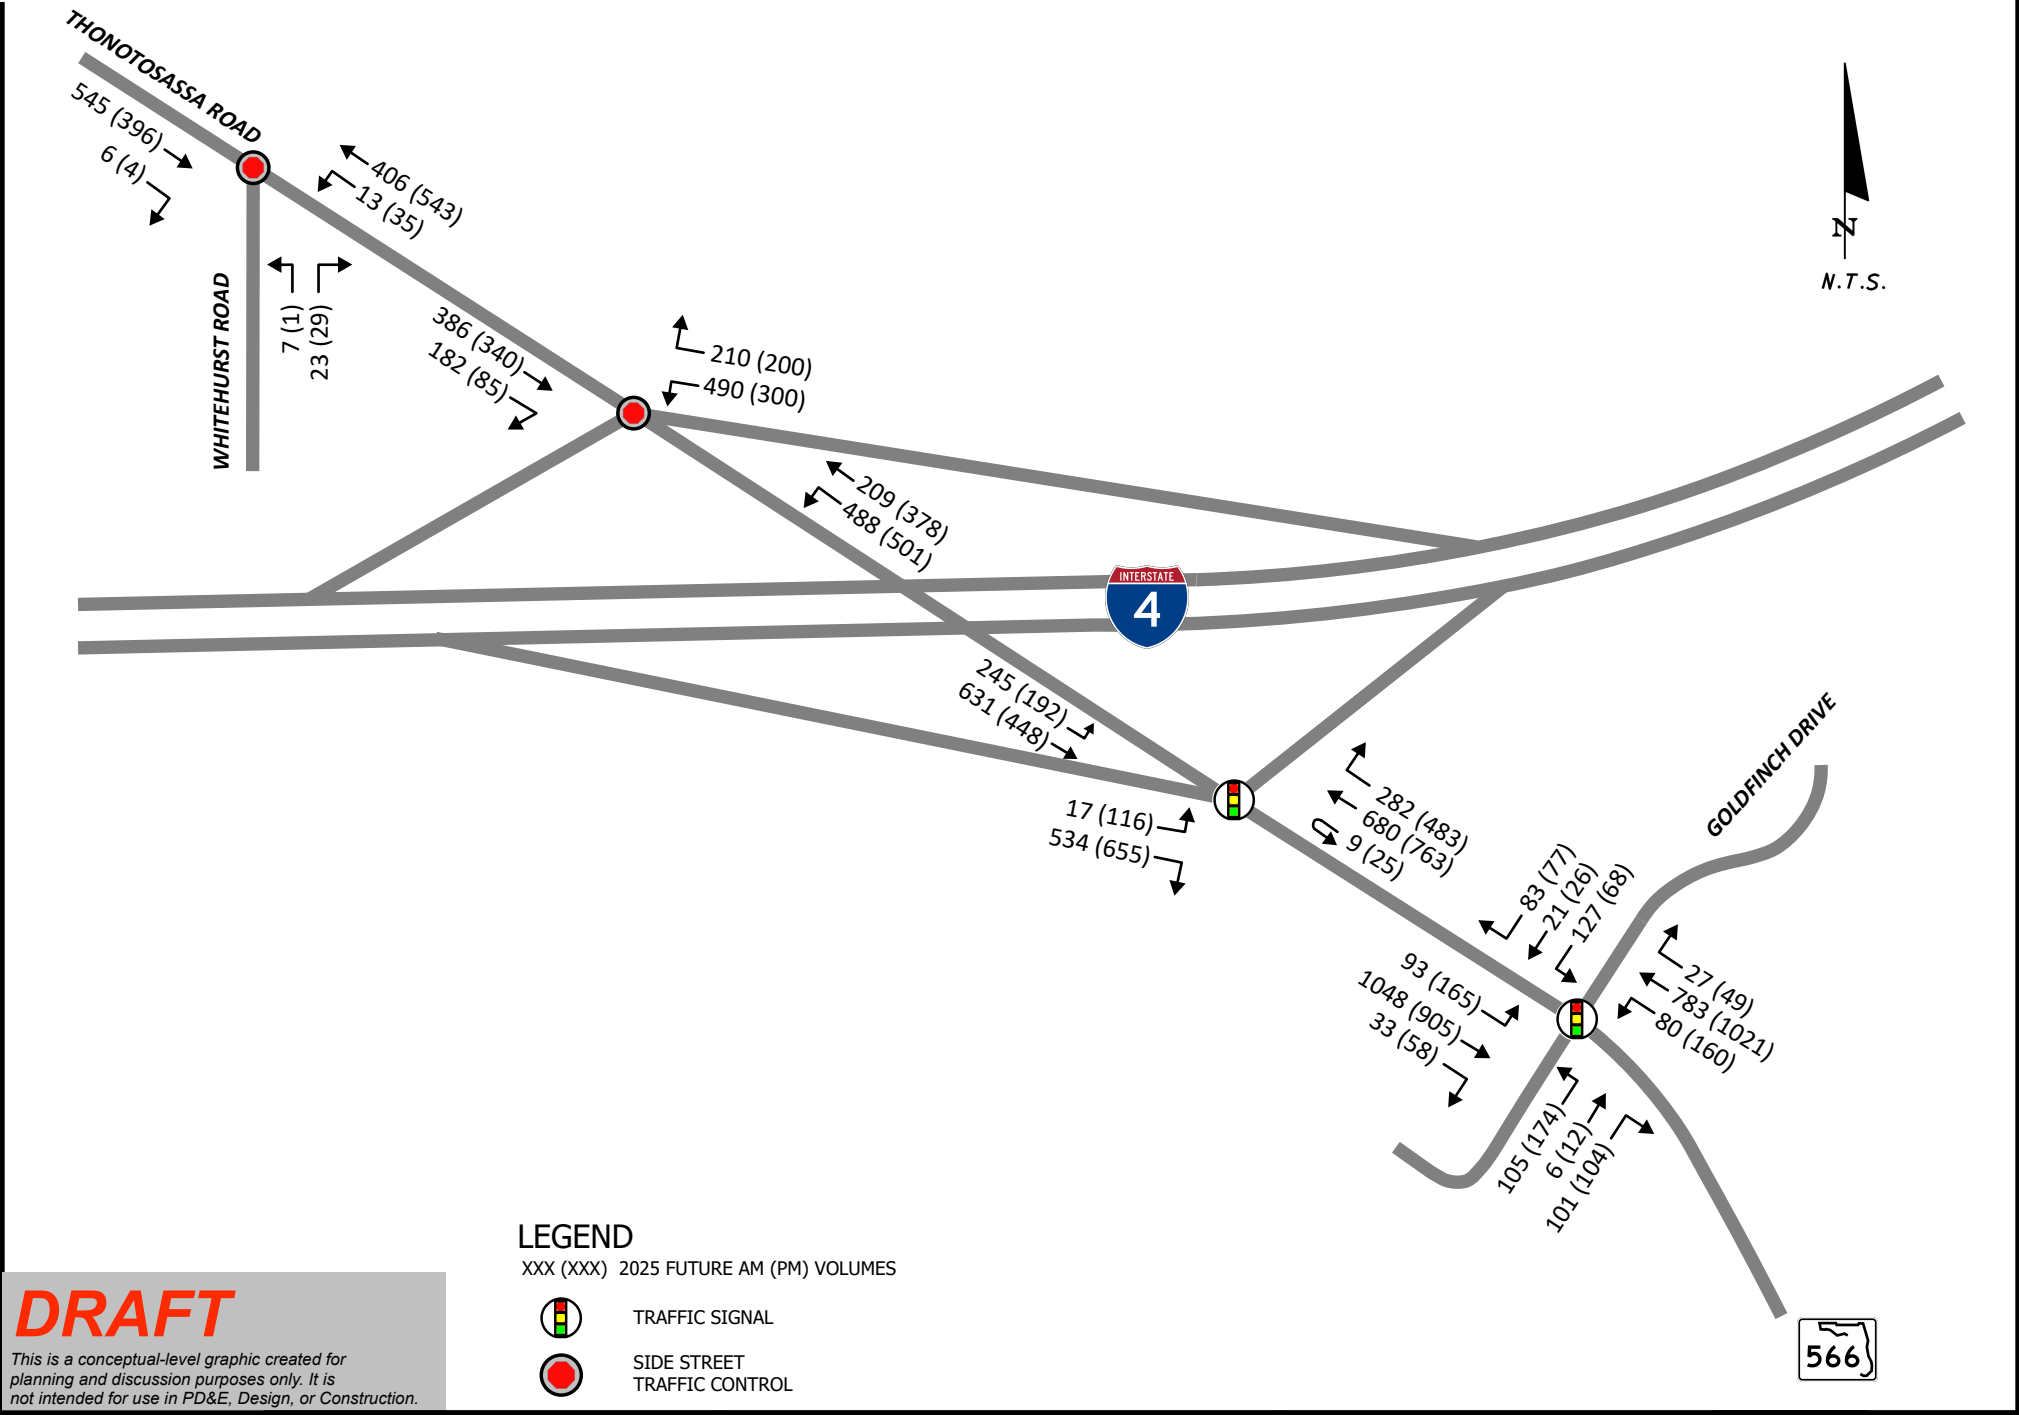 THONOTOSASSA ROAD
545 (396)
6 (4)
406 (543)
13 (35)
WHITEHURST ROAD
7 (1)
23 (29)
386 (340)
182 (85)
210 (200)
490 (300)
209 (378)
488 (501)
N
N.T.S.
INTERSTATE
4
245 (192)
631 (448)
17 (116)
534 (655)
282 (483)
680 (763)
9 (25)
GOLDFINCH DRIVE
83 (77)
21 (26)
127 (68)
93 (165)
1048 (905)
33 (58)
27 (49)
783 (1021)
80 (160)
105 (174)
6 (12)
101 (104)
566
LEGEND
XXX (XXX) 2025 FUTURE AM (PM) VOLUMES
TRAFFIC SIGNAL
SIDE STREET
TRAFFIC CONTROL
DRAFT
This is a conceptual-level graphic created for
planning and discussion purposes only. It is
not intended for use in PD&E, Design, or Construction.